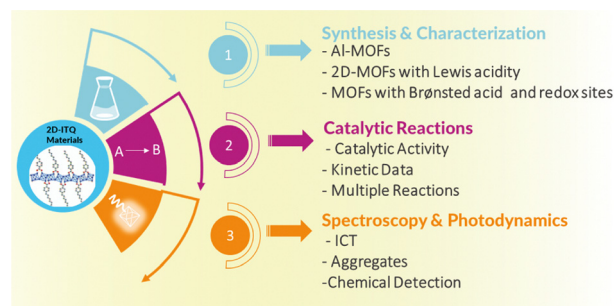 2D-ITQ
Materials
A → B
1
Synthesis & Characterization
- Al-MOFs
- 2D-MOFs with Lewis acidity
- MOFs with Brønsted acid and redox sites
2
Catalytic Reactions
- Catalytic Activity
- Kinetic Data
- Multiple Reactions
3
Spectroscopy & Photodynamics
- ICT
- Aggregates
-Chemical Detection